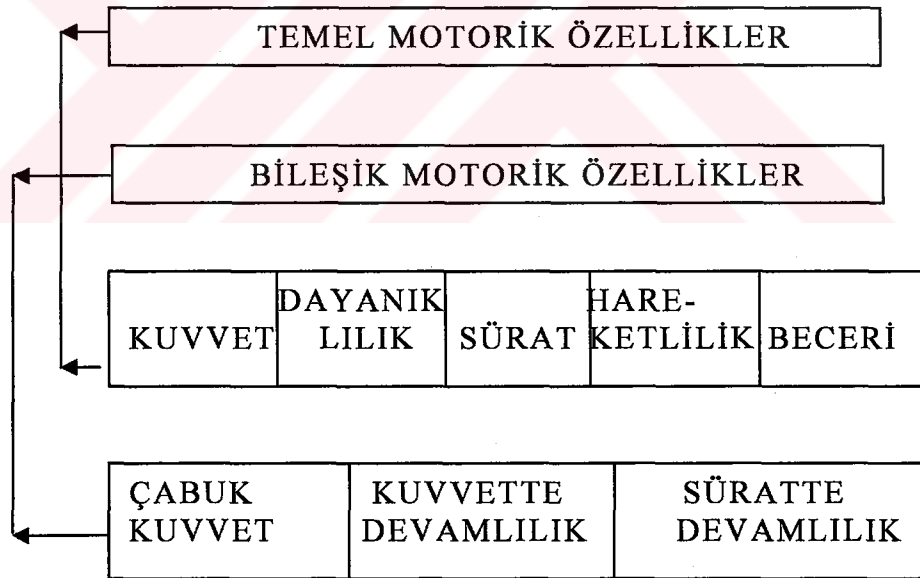 TEMEL MOTORİK ÖZELLİKLER
BİLEŞİK MOTORİK ÖZELLİKLER
KUVVET
DAYANIK
LILIK
SÜRAT
HARE-
KETLİLİK
BECERİ
ÇABUK
KUVVET
KUVVETTE
DEVAMLILIK
SÜRATTE
DEVAMLILIK